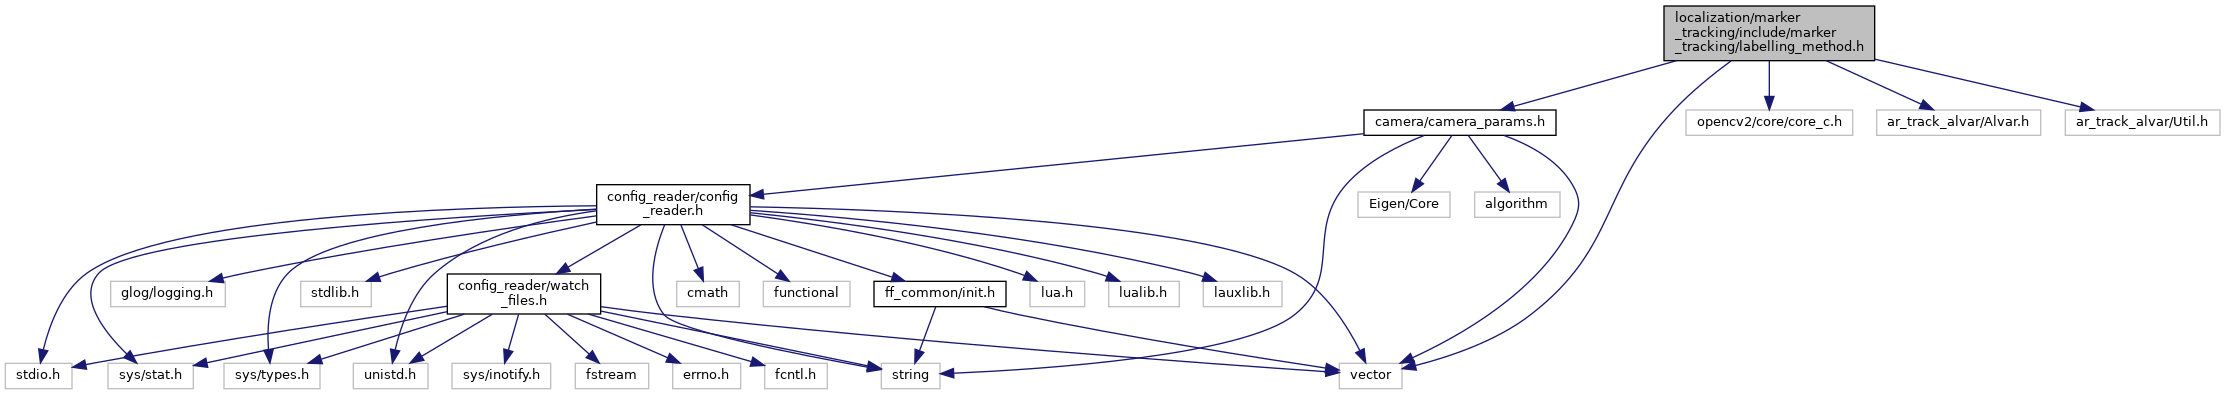 localization/marker
_tracking/include/marker
_tracking/labelling_method.h
camera/camera_params.h
opencv2/core/core_c.h
ar_track_alvar/Alvar.h
ar_track_alvar/Util.h
config_reader/config
_reader.h
Eigen/Core
algorithm
glog/logging.h
stdlib.h
config_reader/watch
_files.h
cmath
functional
ff_common/init.h
lua.h
lualib.h
lauxlib.h
stdio.h
sys/stat.h
sys/types.h
unistd.h
sys/inotify.h
fstream
errno.h
fcntl.h
string
vector